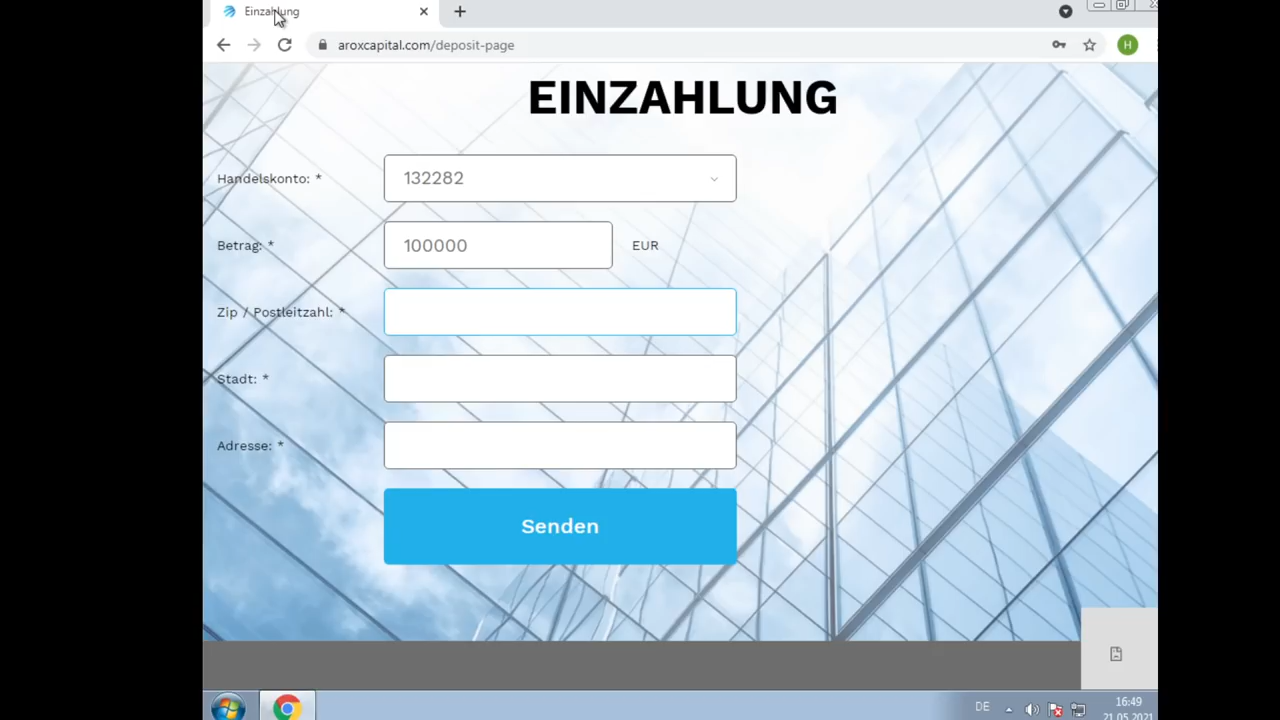 Einzahlung
aroxcapital.com/deposit-page
H
EINZAHLUNG
Handelskonto: *
132282
Betrag: *
100000
EUR
Zip / Postleitzahl: *
Stadt: *
Adresse: *
Senden
DE
16:49
21.05.2021